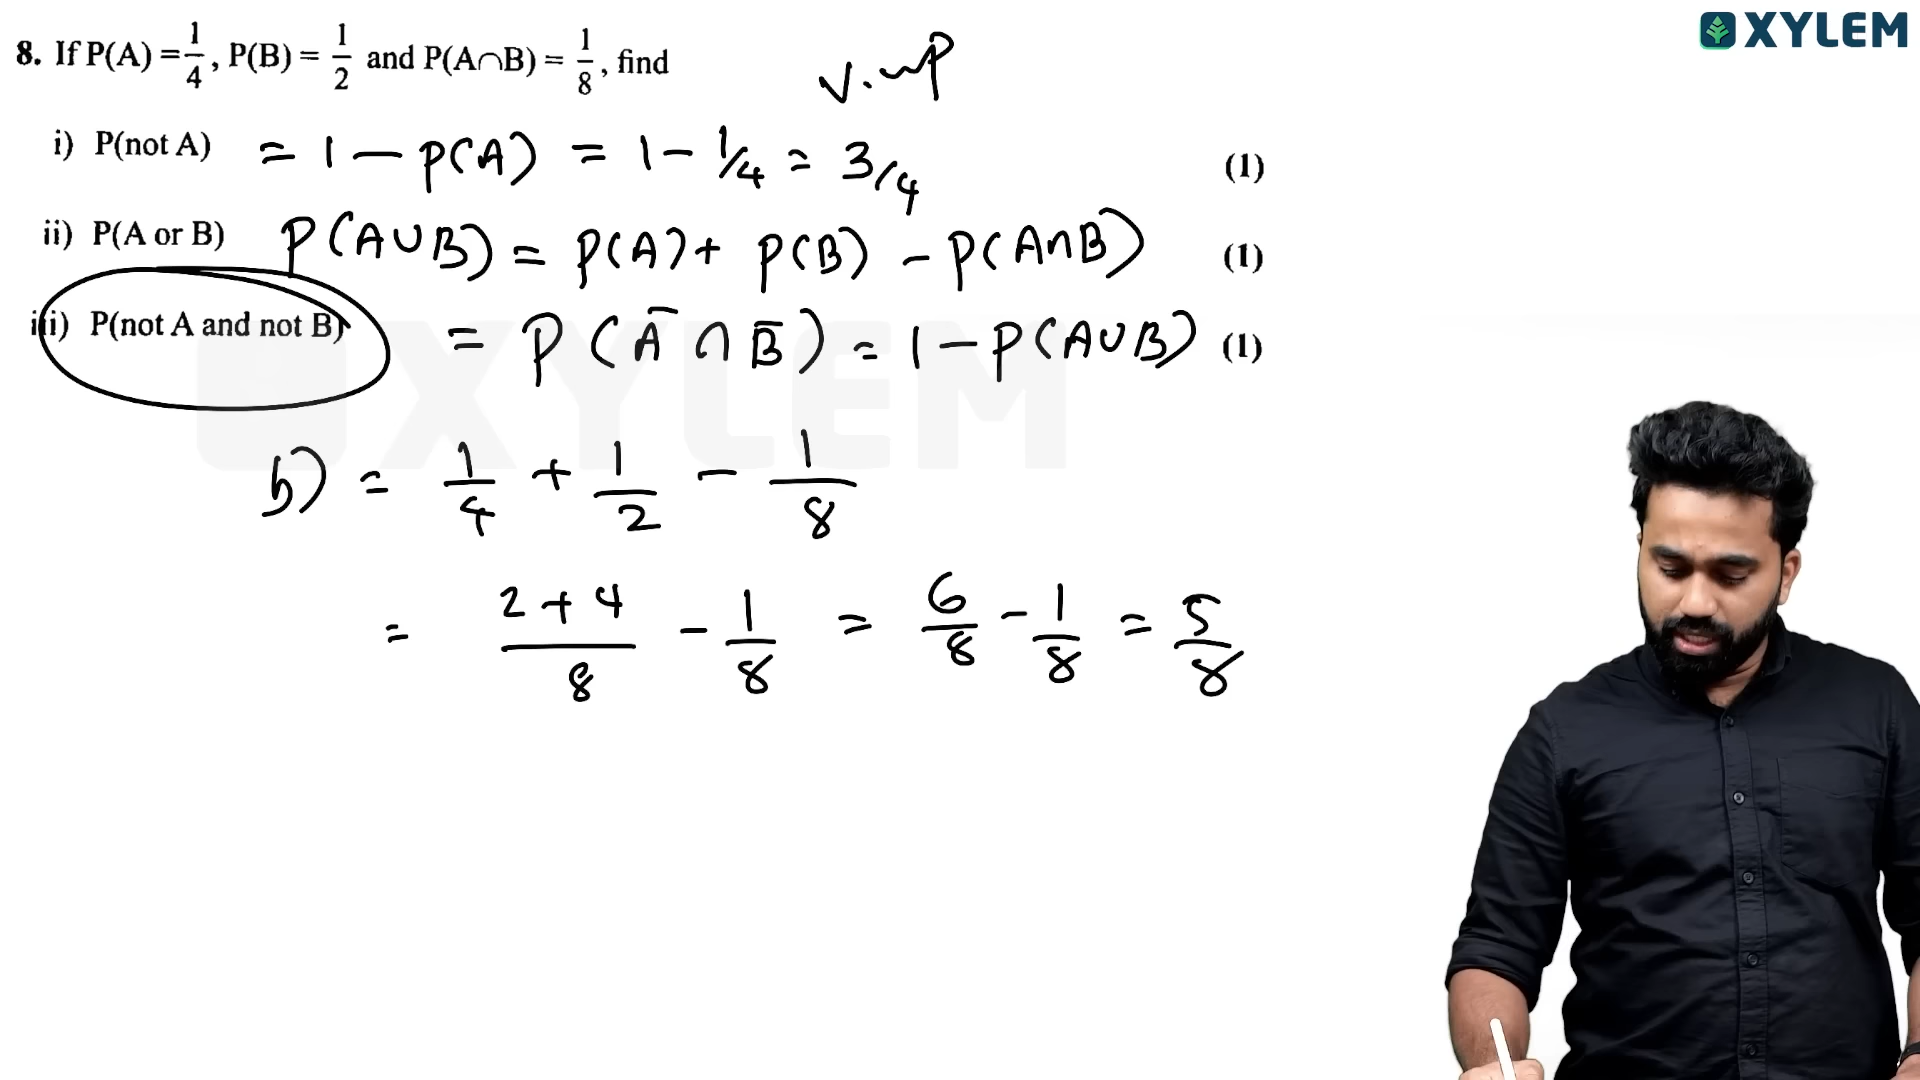 XYLEM
8. If P(A) = 1/4, P(B) = 1/2 and P(A∩B) = 1/8, find
v.imp
i) P(not A) = 1 – P(A) = 1 – 1/4 = 3/4 (1)
ii) P(A or B) P(A∪B) = P(A) + P(B) – P(A∩B) (1)
iii) P(not A and not B) = P(A̅ ∩ B̅) = 1 – P(A∪B) (1)
XYLEM
b) = 1/4 + 1/2 – 1/8
= (2+4)/8 – 1/8 = 6/8 – 1/8 = 5/8